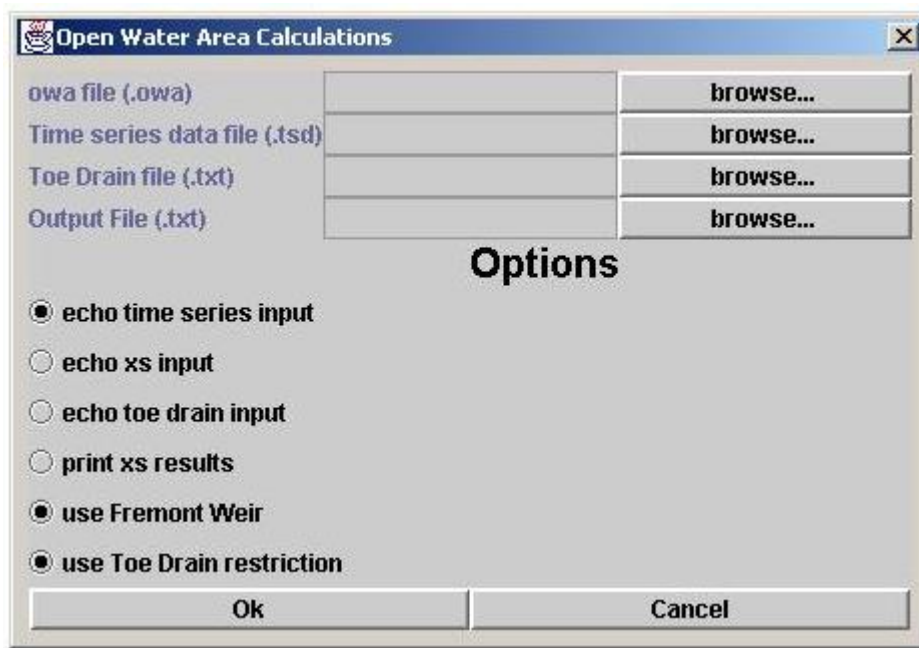 Open Water Area Calculations
owa file (.owa) browse...
Time series data file (.tsd) browse...
Toe Drain file (.txt) browse...
Output File (.txt) browse...
Options
echo time series input
echo xs input
echo toe drain input
print xs results
use Fremont Weir
use Toe Drain restriction
Ok Cancel